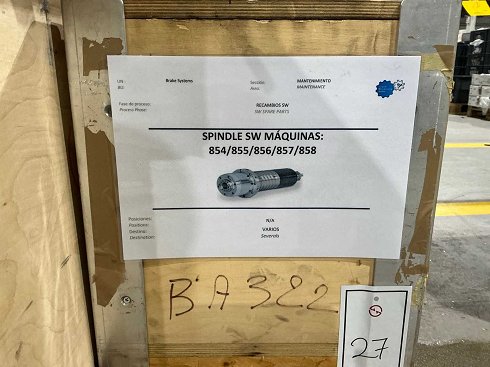 UN: Brake Systems Sección: MANTENIMIENTO
BU: Area: MAINTENANCE
Fase de proceso: RECAMBIOS SW
Process Phase: SW SPARE PARTS
SPINDLE SW MÁQUINAS:
854/855/856/857/858
Posiciones: N/A
Positions:
Destino: VARIOS
Destination: Severals
B'A 322
27